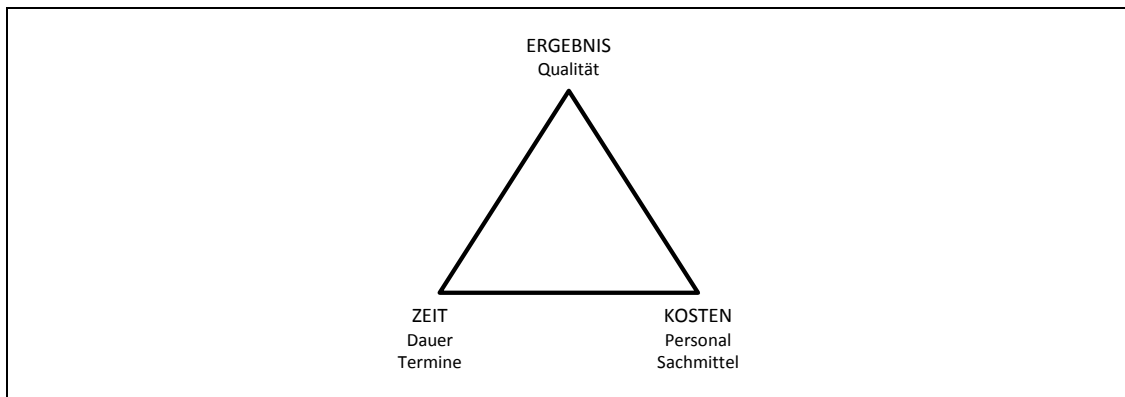 ERGEBNIS
Qualität
ZEIT
Dauer
Termine
KOSTEN
Personal
Sachmittel